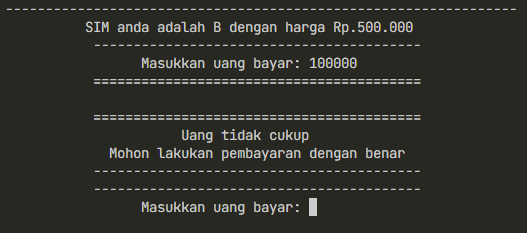 ----------------------------------------------------------------
SIM anda adalah B dengan harga Rp.500.000
-----------------------------------------
Masukkan uang bayar: 100000
=========================================
=========================================
Uang tidak cukup
Mohon lakukan pembayaran dengan benar
-----------------------------------------
-----------------------------------------
Masukkan uang bayar: